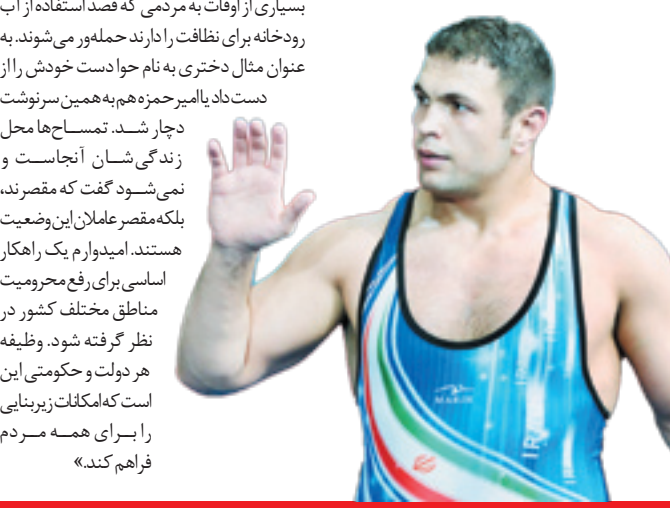 بسیاری از اوقات به مردمی که قصد استفاده از آب
رودخانه برای نظافت را دارند حمله‌ور می‌شوند. به
عنوان مثال دختری به نام حوا دست خودش را از
دست داد یا امیرحمزه هم به همین سرنوشت
دچار شد. تمساح‌ها محل
زندگی‌شان آنجاست و
نمی‌شود گفت که مقصرند،
بلکه مقصر عاملان این وضعیت
هستند. امیدوارم یک راهکار
اساسی برای رفع محرومیت
مناطق مختلف کشور در
نظر گرفته شود. وظیفه
هر دولت و حکومتی این
است که امکانات زیربنایی
را برای همه مردم
فراهم کند.»